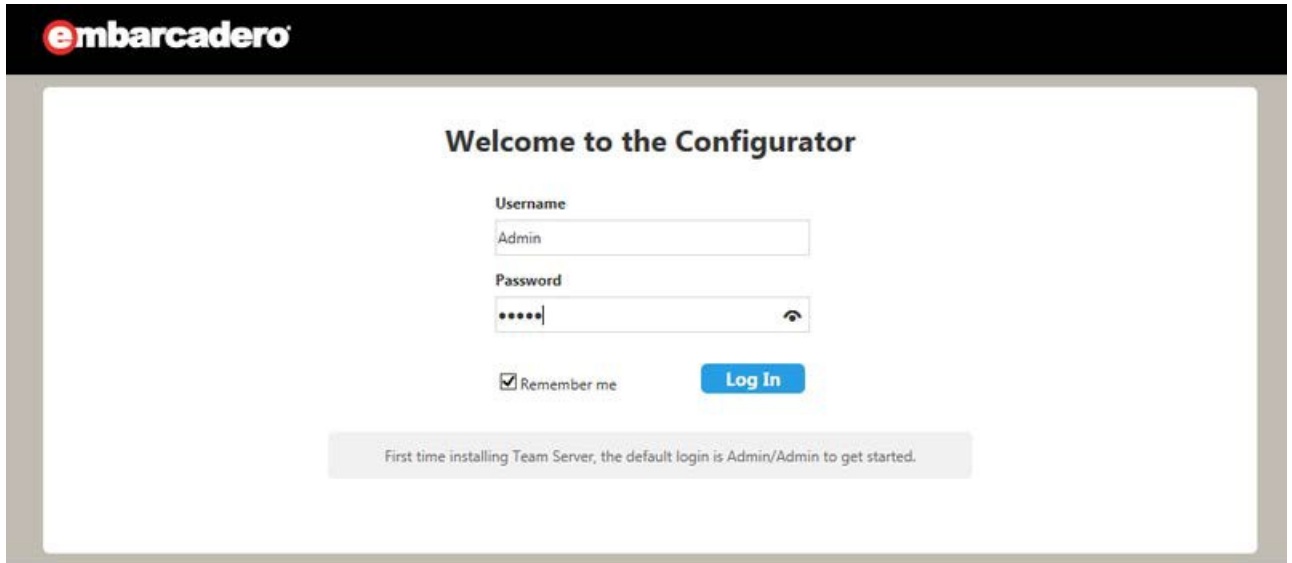 embarcadero
Welcome to the Configurator
Username
Admin
Password
•••••
Remember me
Log In
First time installing Team Server, the default login is Admin/Admin to get started.